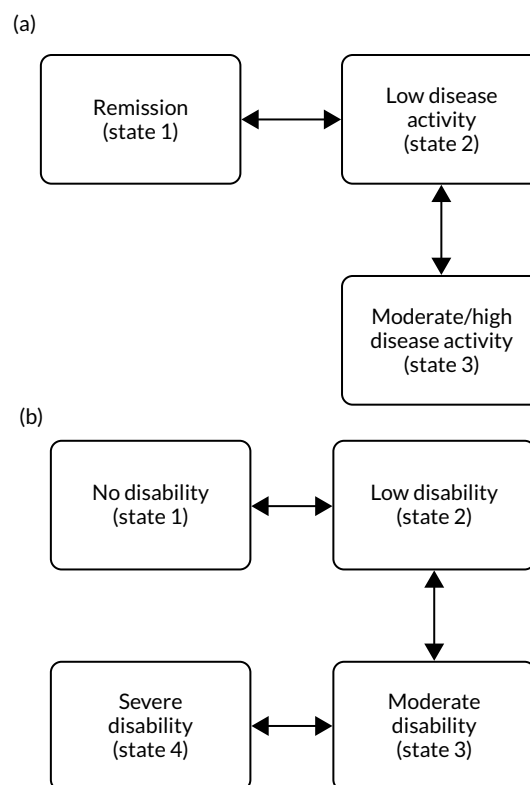 (a)
Remission
(state 1)
Low disease
activity
(state 2)
Moderate/high
disease activity
(state 3)
(b)
No disability
(state 1)
Low disability
(state 2)
Severe
disability
(state 4)
Moderate
disability
(state 3)